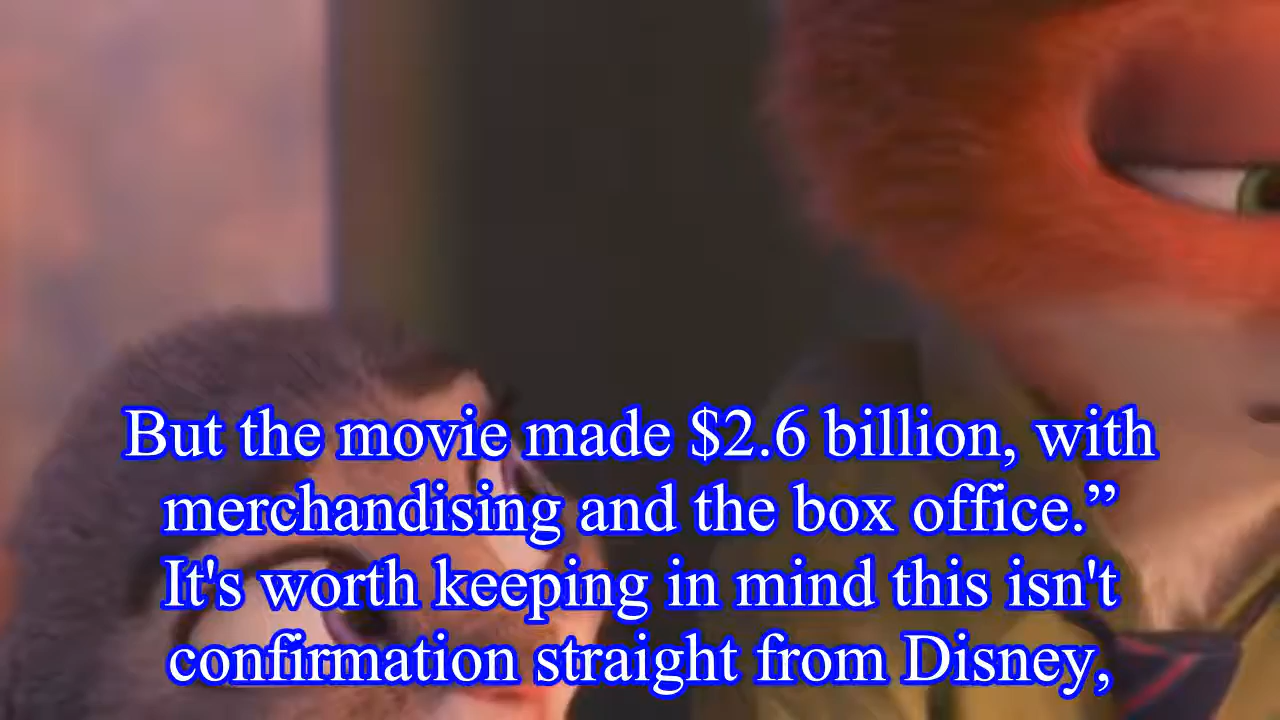 But the movie made $2.6 billion, with
merchandising and the box office.”
It's worth keeping in mind this isn't
confirmation straight from Disney,